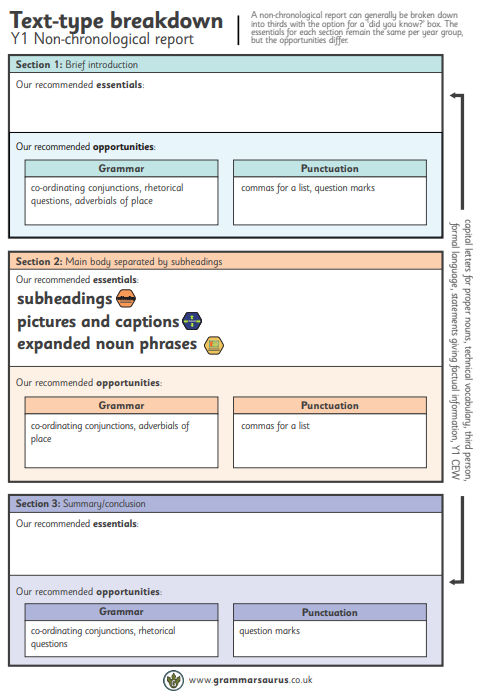 Text-type breakdown
Y1 Non-chronological report
A non-chronological report can generally be broken down
into thirds with the option for a 'did you know?' box. The
essentials for each section remain the same per year group,
but the opportunities differ.
Section 1: Brief introduction
Our recommended essentials:
Our recommended opportunities:
Grammar
co-ordinating conjunctions, rhetorical
questions, adverbials of place
Punctuation
commas for a list, question marks
Section 2: Main body separated by subheadings
Our recommended essentials:
subheadings
pictures and captions
expanded noun phrases
Our recommended opportunities:
Grammar
co-ordinating conjunctions, adverbials of
place
Punctuation
commas for a list
Section 3: Summary/conclusion
Our recommended essentials:
Our recommended opportunities:
Grammar
co-ordinating conjunctions, rhetorical
questions
Punctuation
question marks
capital letters for proper nouns, technical vocabulary, third person,
formal language, statements giving factual information, Y1 CEW
www.grammarsaurus.co.uk